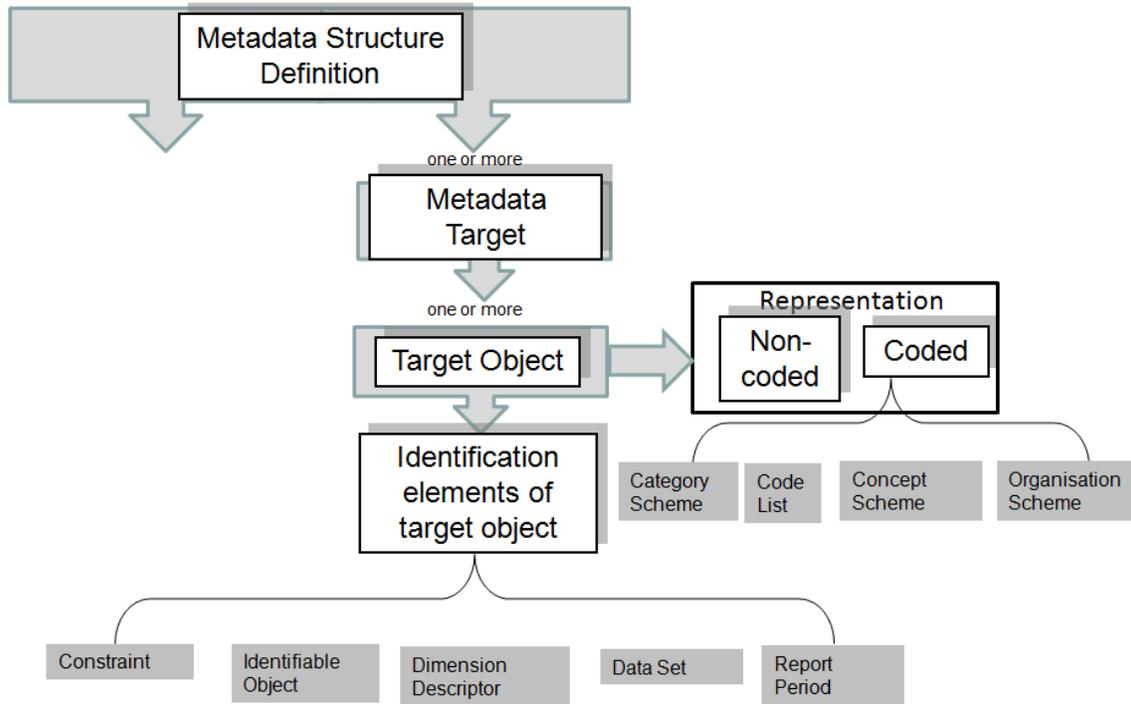 Metadata Structure
Definition
one or more
Metadata
Target
one or more
Target Object
Representation
Non-
coded
Coded
Identification
elements of
target object
Category
Scheme
Code
List
Concept
Scheme
Organisation
Scheme
Constraint
Identifiable
Object
Dimension
Descriptor
Data Set
Report
Period